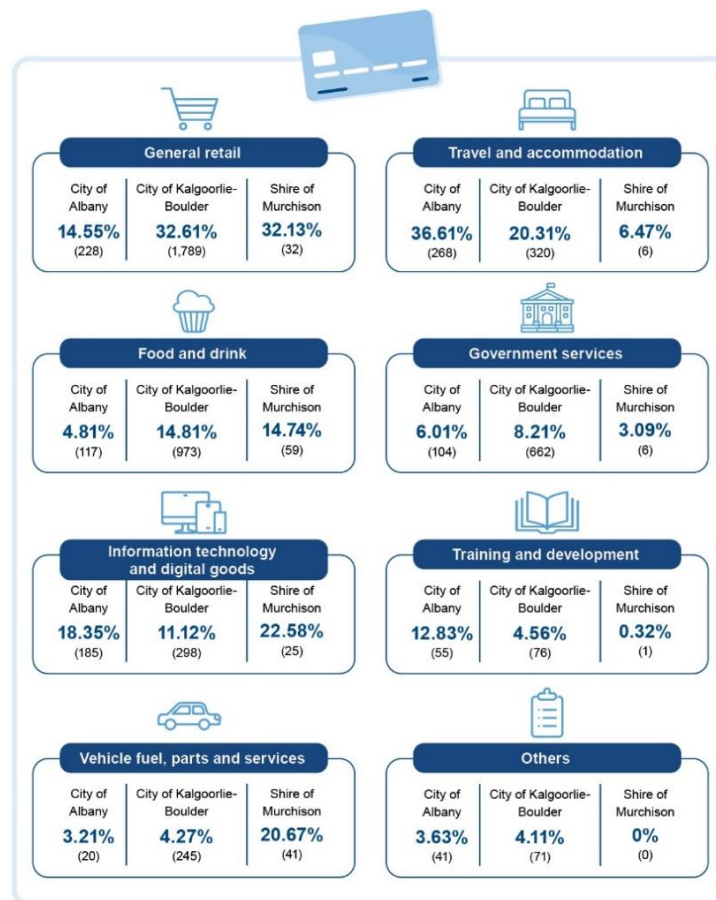 General retail
City of Albany
14.55%
(228)
City of Kalgoorlie-Boulder
32.61%
(1,789)
Shire of Murchison
32.13%
(32)
Travel and accommodation
City of Albany
36.61%
(268)
City of Kalgoorlie-Boulder
20.31%
(320)
Shire of Murchison
6.47%
(6)
Food and drink
City of Albany
4.81%
(117)
City of Kalgoorlie-Boulder
14.81%
(973)
Shire of Murchison
14.74%
(59)
Government services
City of Albany
6.01%
(104)
City of Kalgoorlie-Boulder
8.21%
(662)
Shire of Murchison
3.09%
(6)
Information technology
and digital goods
City of Albany
18.35%
(185)
City of Kalgoorlie-Boulder
11.12%
(298)
Shire of Murchison
22.58%
(25)
Training and development
City of Albany
12.83%
(55)
City of Kalgoorlie-Boulder
4.56%
(76)
Shire of Murchison
0.32%
(1)
Vehicle fuel, parts and services
City of Albany
3.21%
(20)
City of Kalgoorlie-Boulder
4.27%
(245)
Shire of Murchison
20.67%
(41)
Others
City of Albany
3.63%
(41)
City of Kalgoorlie-Boulder
4.11%
(71)
Shire of Murchison
0%
(0)